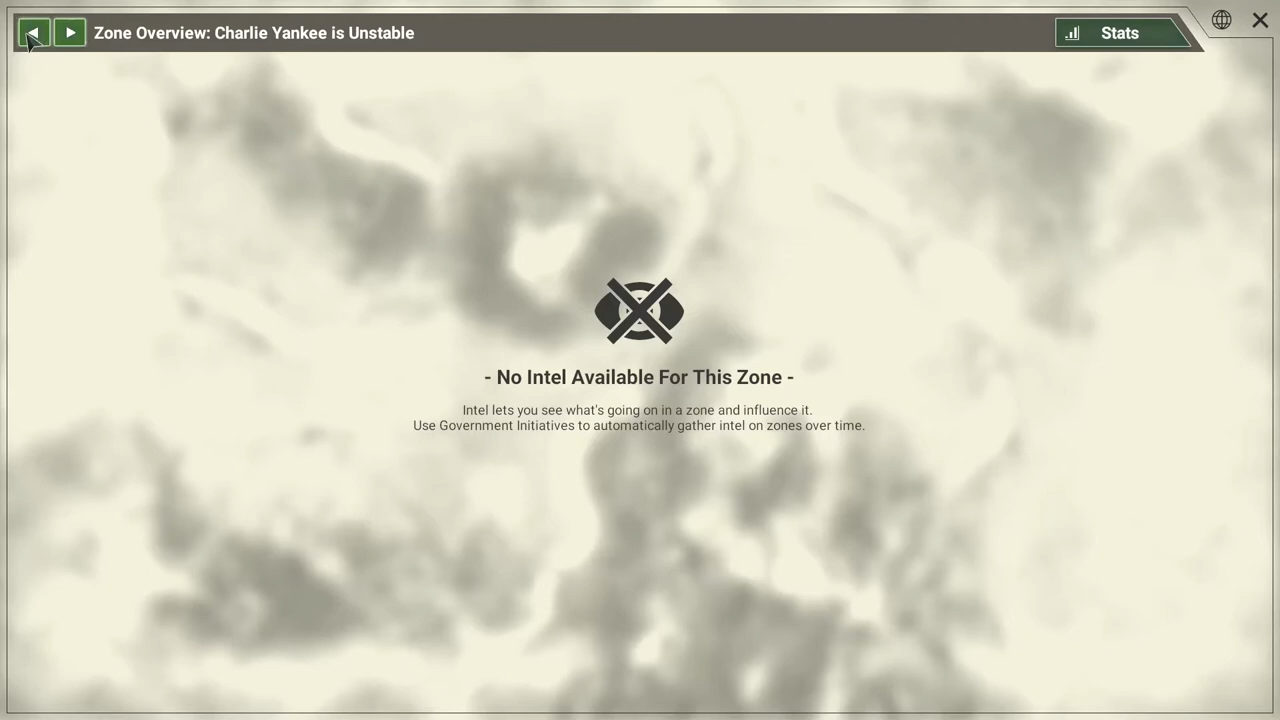 Zone Overview: Charlie Yankee is Unstable
Stats
- No Intel Available For This Zone -
Intel lets you see what's going on in a zone and influence it.
Use Government Initiatives to automatically gather intel on zones over time.